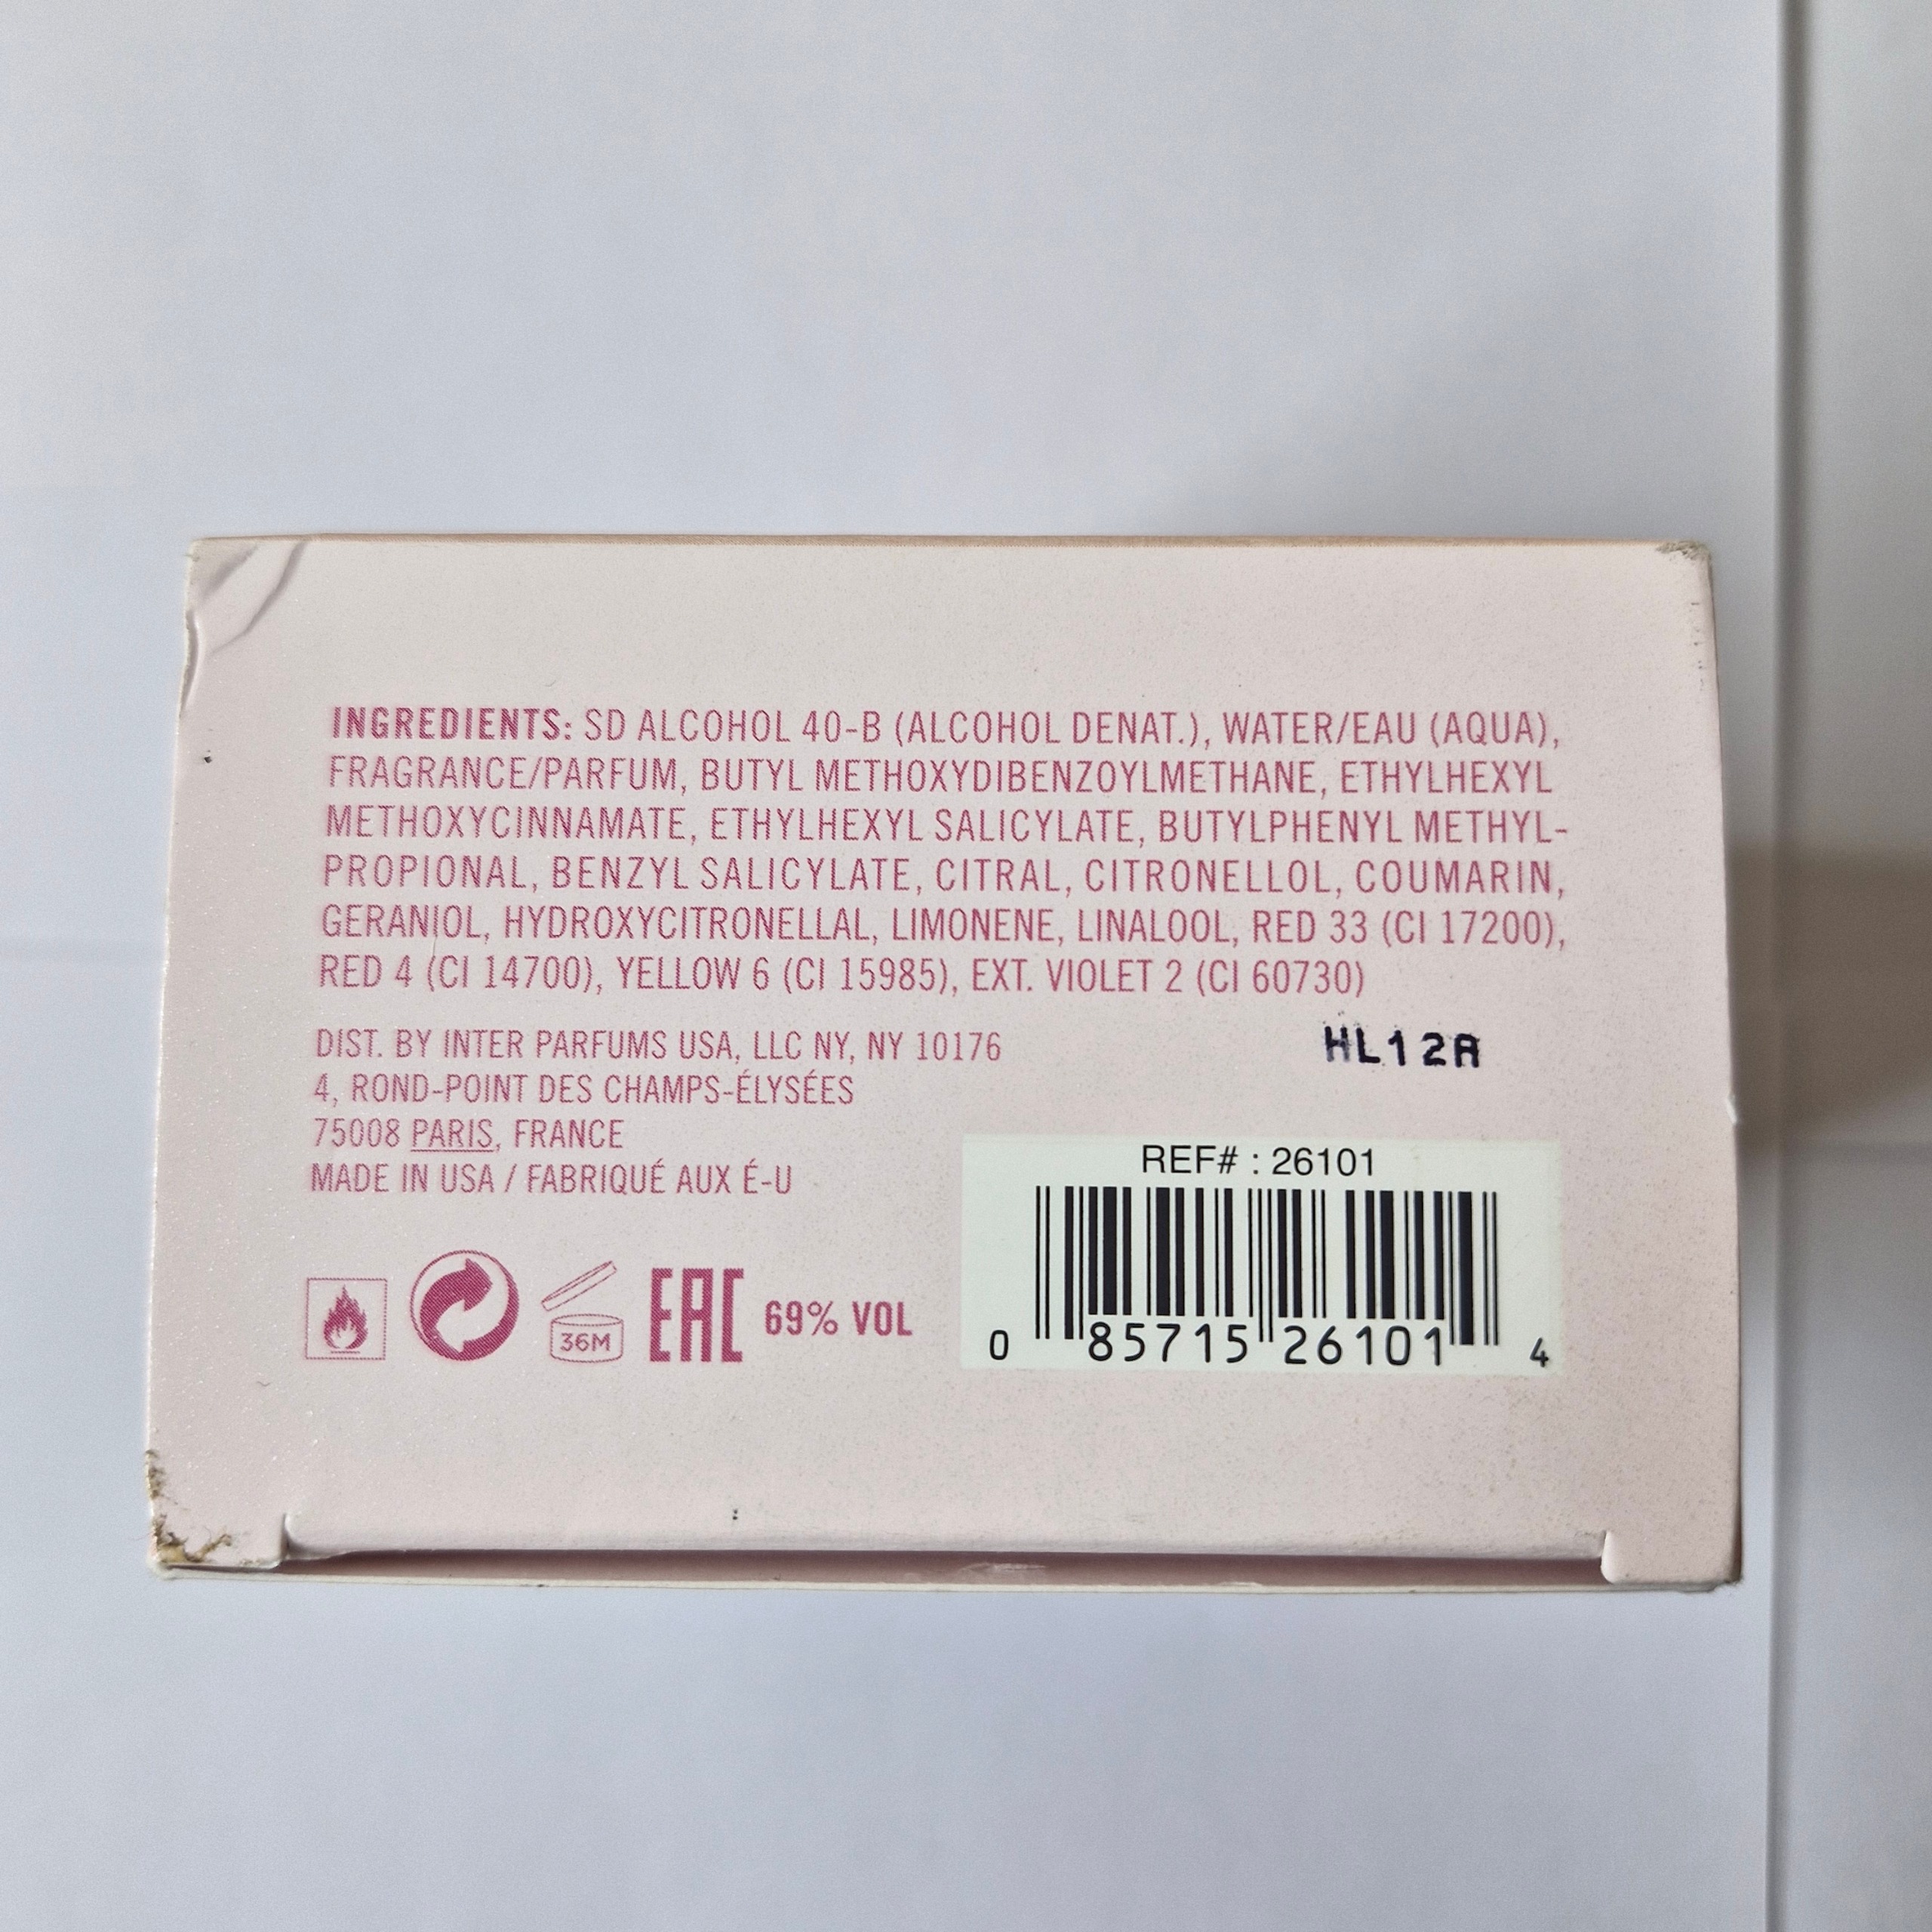 INGREDIENTS: SD ALCOHOL 40-B (ALCOHOL DENAT.), WATER/EAU (AQUA),
FRAGRANCE/PARFUM, BUTYL METHOXYDIBENZOYLMETHANE, ETHYLHEXYL
METHOXYCINNAMATE, ETHYLHEXYL SALICYLATE, BUTYLPHENYL METHYL-
PROPIONAL, BENZYL SALICYLATE, CITRAL, CITRONELLOL, COUMARIN,
GERANIOL, HYDROXYCITRONELLAL, LIMONENE, LINALOOL, RED 33 (CI 17200),
RED 4 (CI 14700), YELLOW 6 (CI 15985), EXT. VIOLET 2 (CI 60730)
DIST. BY INTER PARFUMS USA, LLC NY, NY 10176
4, ROND-POINT DES CHAMPS-ÉLYSÉES
75008 PARIS, FRANCE
MADE IN USA / FABRIQUÉ AUX É-U
HL12A
REF# : 26101
36M
EAC
69% VOL
0 85715 26101 4